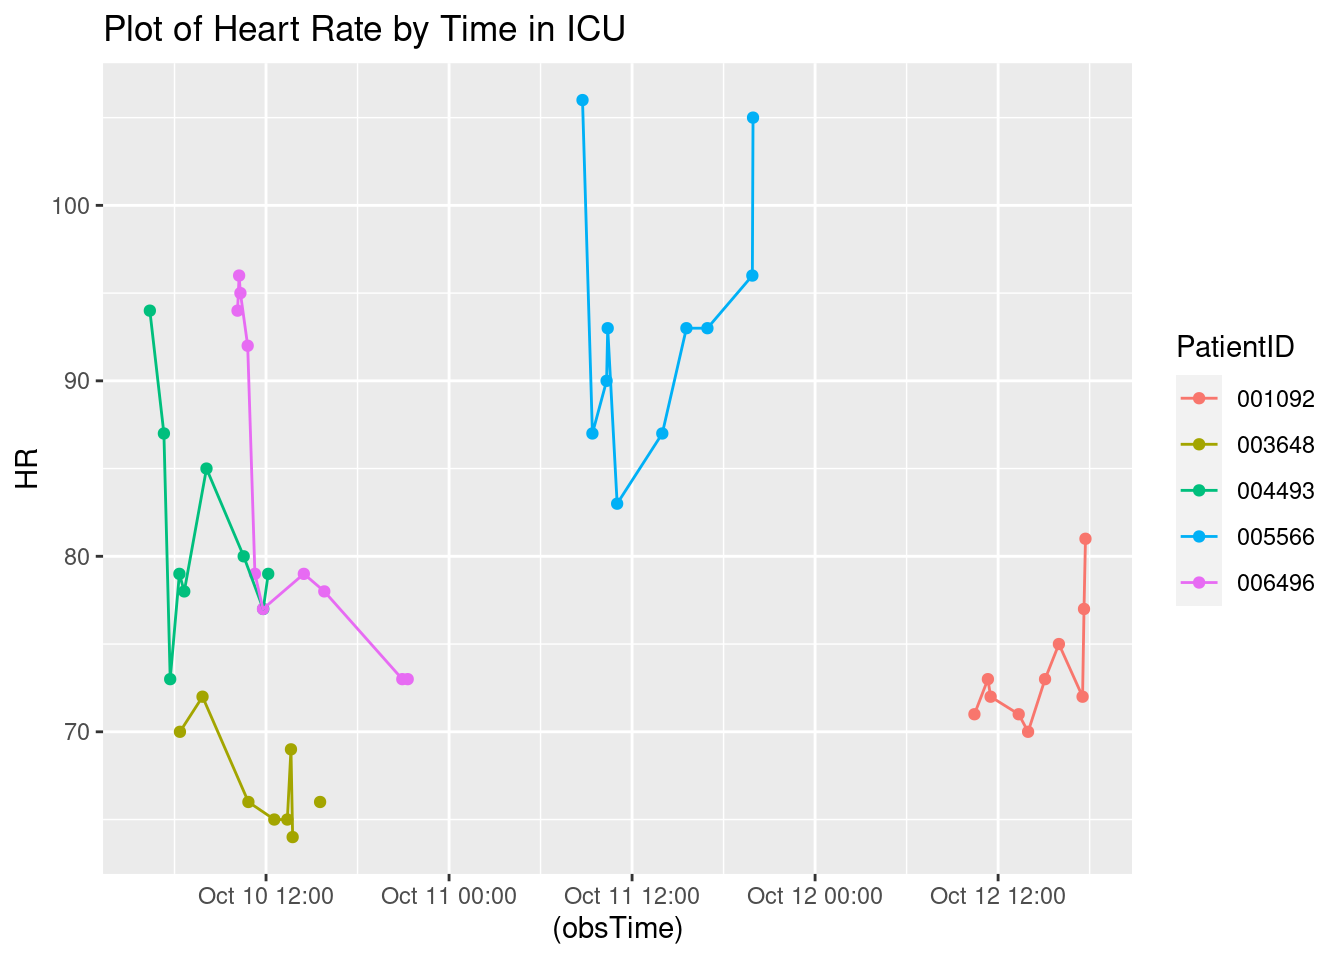 Plot of Heart Rate by Time in ICU
HR
100
90
80
70
Oct 10 12:00
Oct 11 00:00
Oct 11 12:00
Oct 12 00:00
Oct 12 12:00
(obsTime)
PatientID
001092
003648
004493
005566
006496